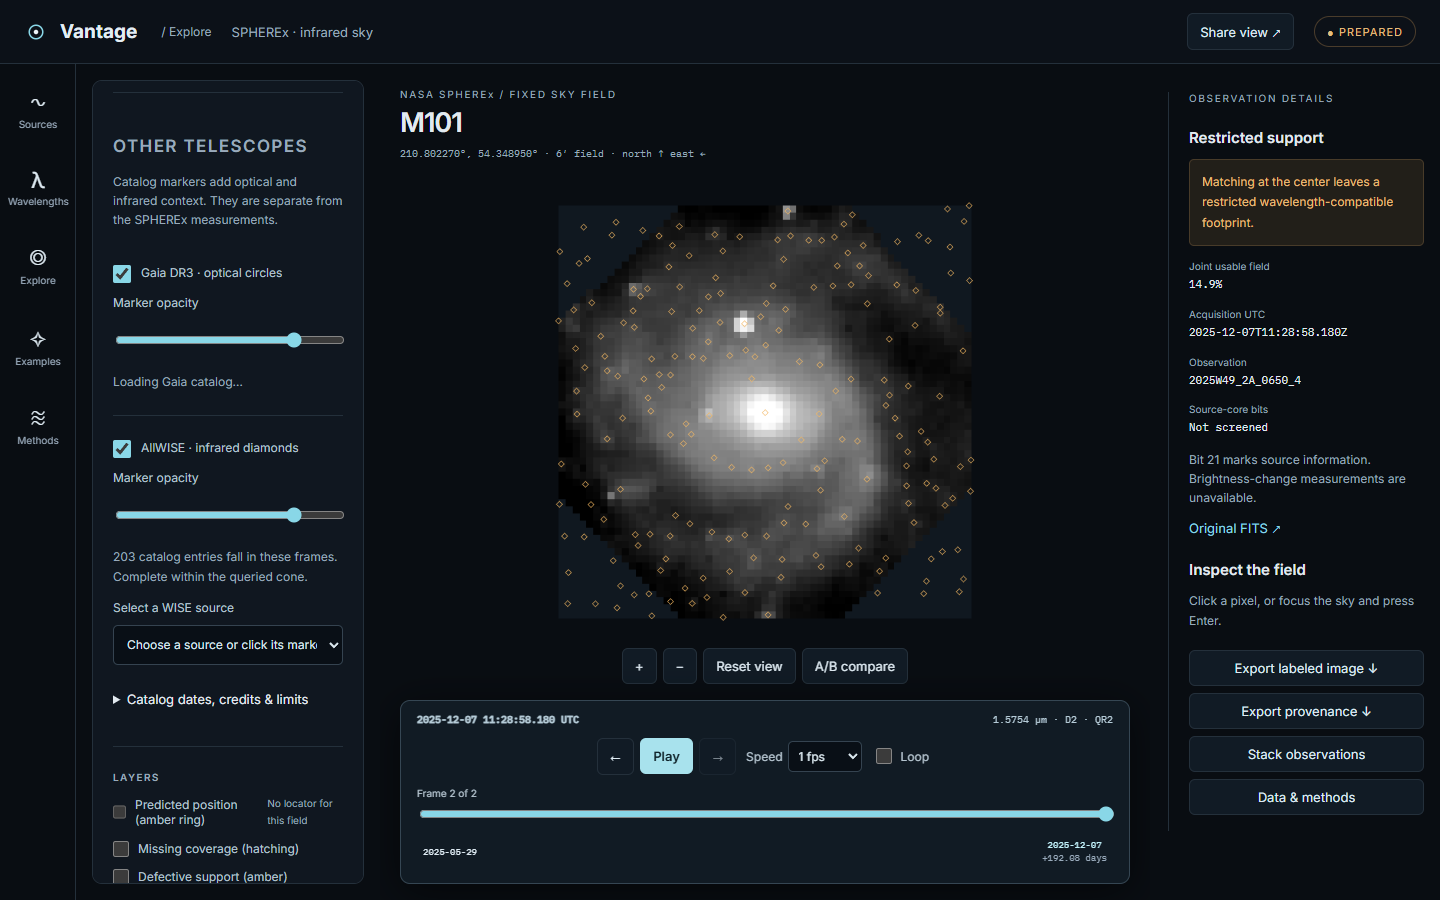 Vantage
/ Explore
SPHEREx · infrared sky
Share view ↗
● PREPARED
Sources
Wavelengths
Explore
Examples
Methods
OTHER TELESCOPES
Catalog markers add optical and
infrared context. They are separate from
the SPHEREx measurements.
Gaia DR3 · optical circles
Marker opacity
Loading Gaia catalog...
AllWISE · infrared diamonds
Marker opacity
203 catalog entries fall in these frames.
Complete within the queried cone.
Select a WISE source
Choose a source or click its mark
▶ Catalog dates, credits & limits
LAYERS
Predicted position
(amber ring)
No locator for
this field
Missing coverage (hatching)
Defective support (amber)
NASA SPHEREx / FIXED SKY FIELD
M101
210.802270°, 54.348950° · 6′ field · north ↑ east ←
+
−
Reset view
A/B compare
2025-12-07 11:28:58.180 UTC
1.5754 μm · D2 · QR2
←
Play
→
Speed
1 fps
Loop
Frame 2 of 2
2025-05-29
2025-12-07
+192.08 days
OBSERVATION DETAILS
Restricted support
Matching at the center leaves a
restricted wavelength-compatible
footprint.
Joint usable field
14.9%
Acquisition UTC
2025-12-07T11:28:58.180Z
Observation
2025W49_2A_0650_4
Source-core bits
Not screened
Bit 21 marks source information.
Brightness-change measurements are
unavailable.
Original FITS ↗
Inspect the field
Click a pixel, or focus the sky and press
Enter.
Export labeled image ↓
Export provenance ↓
Stack observations
Data & methods